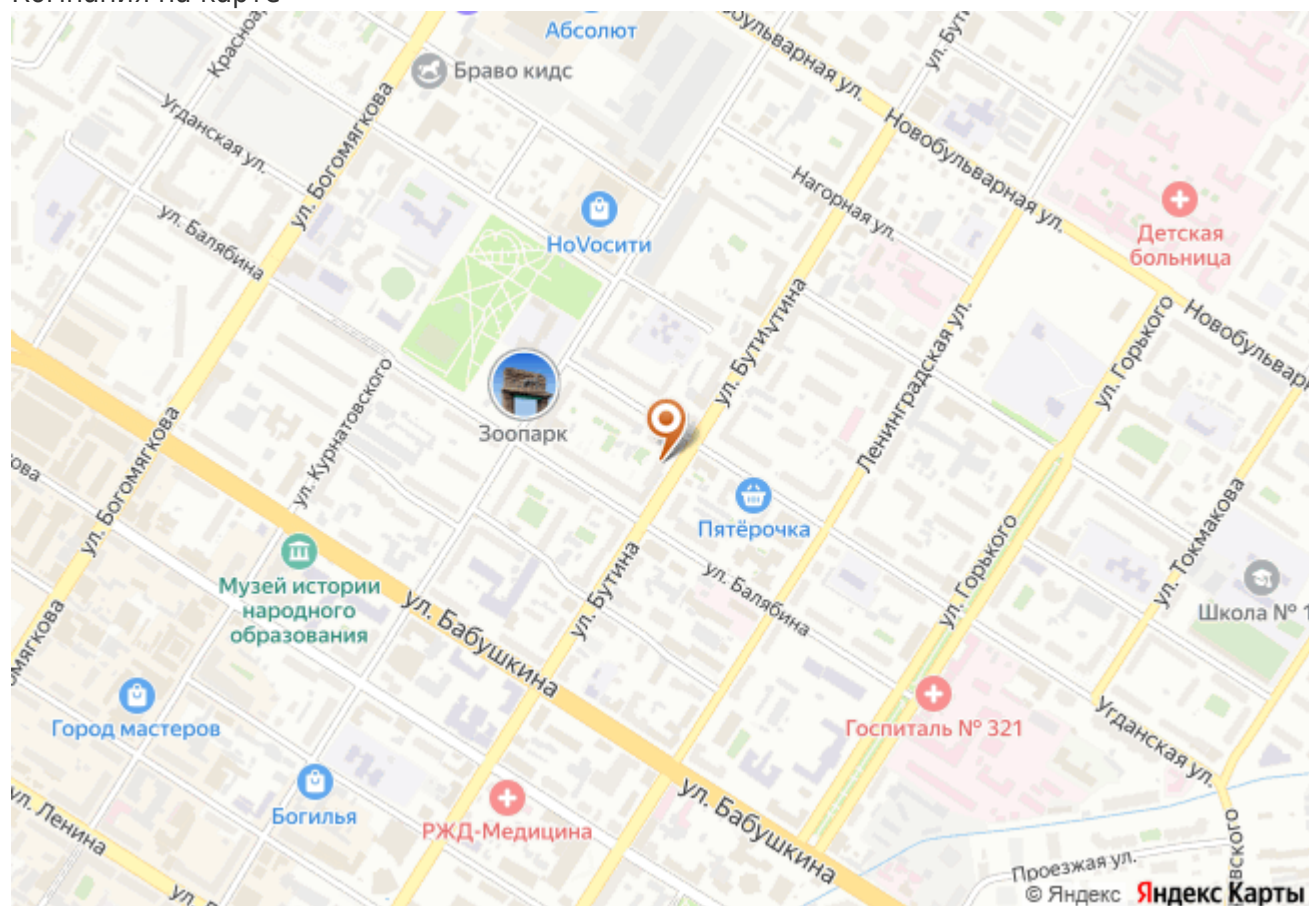 Компания на карте
Абсолют
Браво кидс
Новобульварная ул.
ул. Бутина
Угданская ул.
ул. Богомягкова
Новобульварная ул.
Нагорная ул.
Детская
больница
НоVосити
ул. Балябина
ул. Бутина
Ленинградская ул.
ул. Горького
ул. Курнатовского
Зоопарк
ул. Богомягкова
Пятёрочка
ул. Токмакова
Музей истории
народного
образования
ул. Бабушкина
ул. Бутина
ул. Балябина
ул. Горького
Школа № 1
Госпиталь № 321
Угданская ул.
Город мастеров
Богилья
РЖД-Медицина
ул. Бабушкина
ул. Ленина
Проезжая ул.
© Яндекс Яндекс Карты